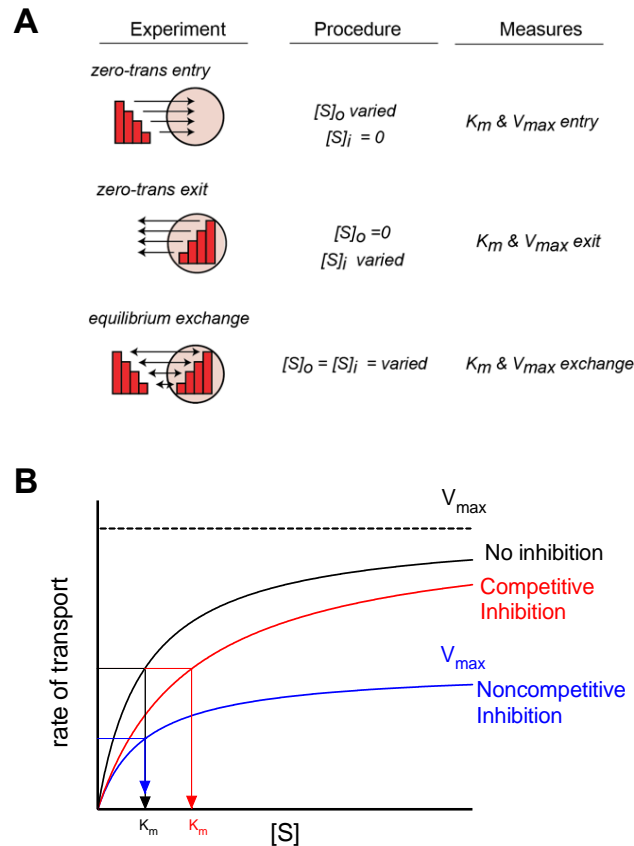 A
Experiment Procedure Measures
zero-trans entry
[S]o varied
[S]i = 0
Km & Vmax entry
zero-trans exit
[S]o =0
[S]i varied
Km & Vmax exit
equilibrium exchange
[S]o = [S]i = varied
Km & Vmax exchange
B
Vmax
No inhibition
Competitive
Inhibition
Vmax
Noncompetitive
Inhibition
rate of transport
Km Km
[S]